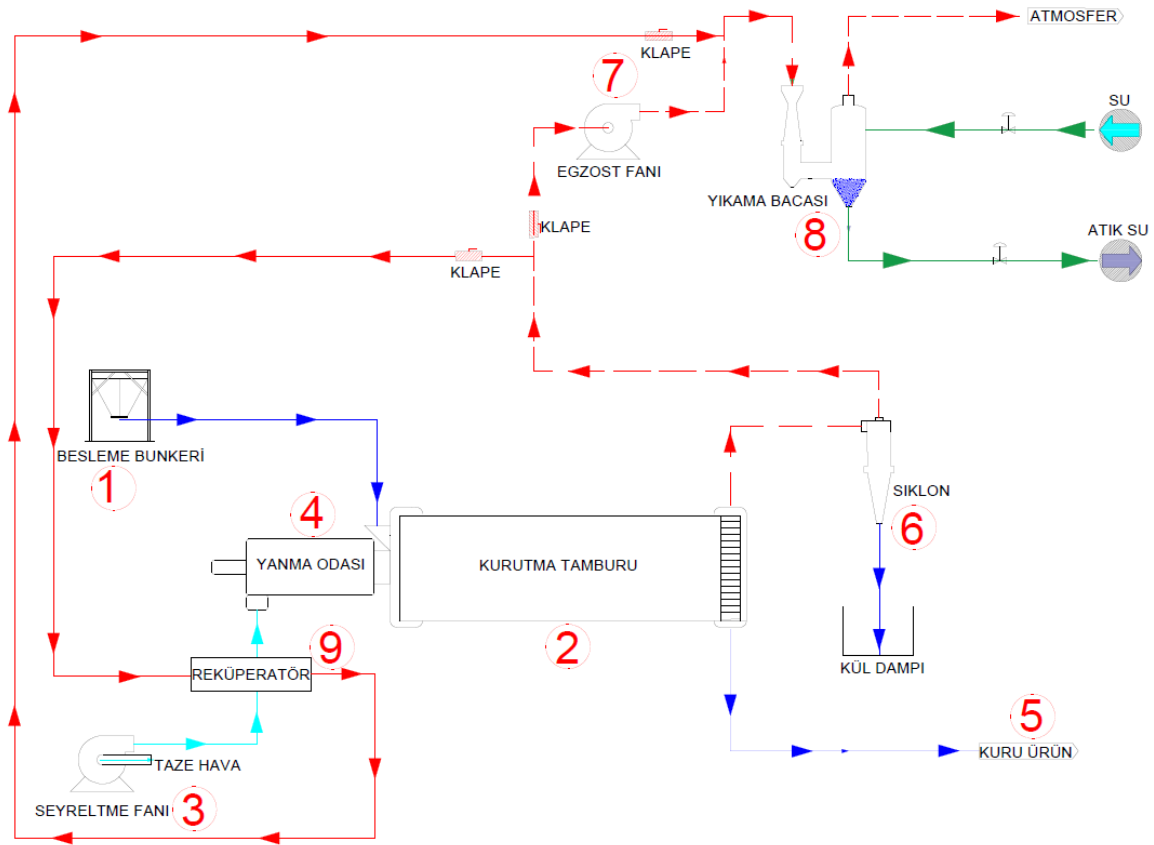 ATMOSFER
KLAPE
7
SU
EGZOST FANI
YIKAMA BACASI
8
KLAPE
ATIK SU
KLAPE
BESLEME BUNKERİ
1
SIKLON
6
4
YANMA ODASI
KURUTMA TAMBURU
2
9
REKÜPERATÖR
KÜL DAMPI
5
KURU ÜRÜN
TAZE HAVA
SEYRELTME FANI
3